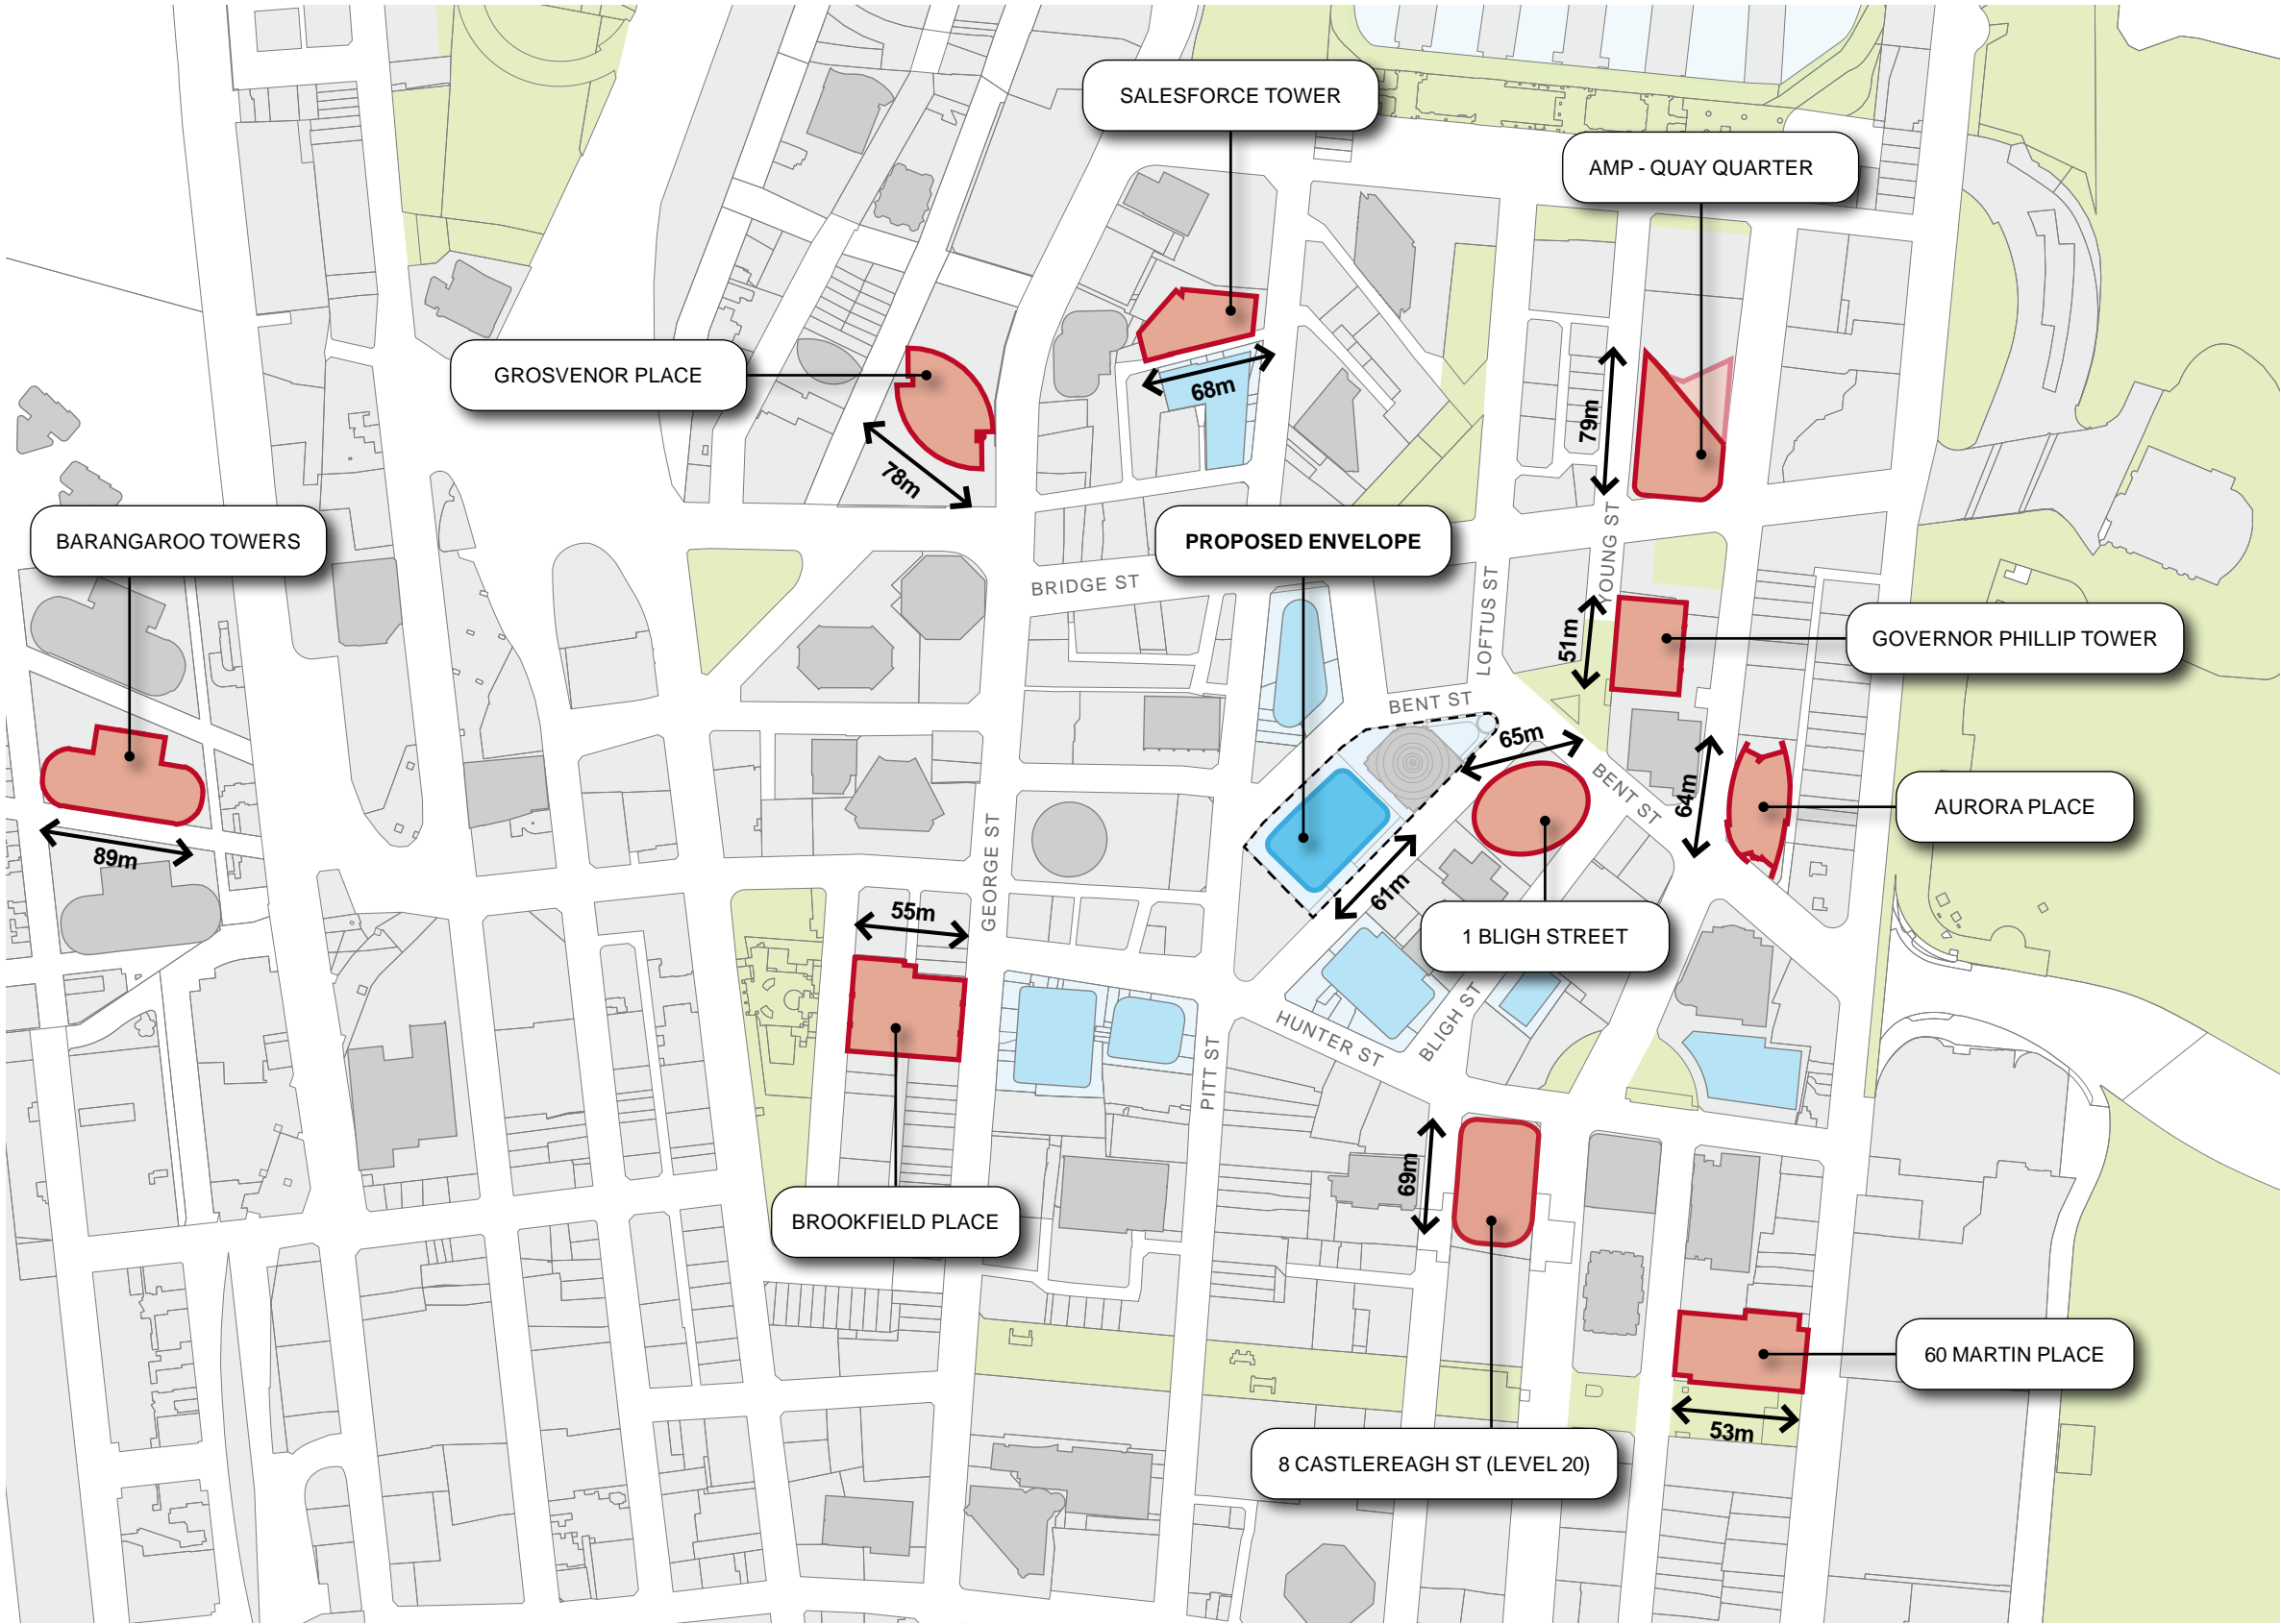 SALESFORCE TOWER
AMP - QUAY QUARTER
GROSVENOR PLACE
68m
79m
78m
BARANGAROO TOWERS
PROPOSED ENVELOPE
YOUNG ST
BRIDGE ST
LOFTUS ST
51m
GOVERNOR PHILLIP TOWER
BENT ST
65m
BENT ST
64m
AURORA PLACE
89m
GEORGE ST
61m
55m
1 BLIGH STREET
HUNTER ST
BLIGH ST
PITT ST
69m
BROOKFIELD PLACE
60 MARTIN PLACE
53m
8 CASTLEREAGH ST (LEVEL 20)